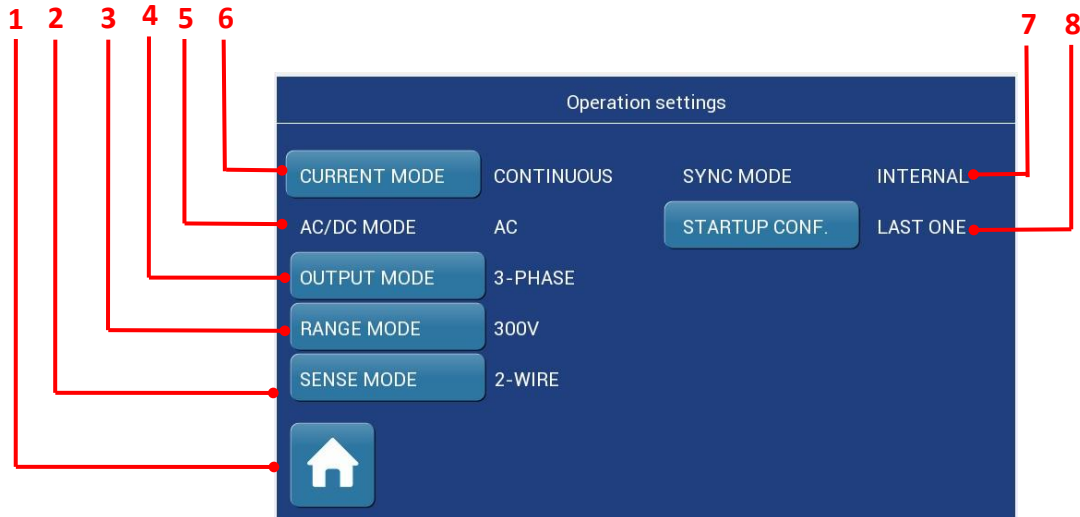 1 2 3 4 5 6 7 8
Operation settings
CURRENT MODE CONTINUOUS SYNC MODE INTERNAL
AC/DC MODE AC STARTUP CONF. LAST ONE
OUTPUT MODE 3-PHASE
RANGE MODE 300V
SENSE MODE 2-WIRE